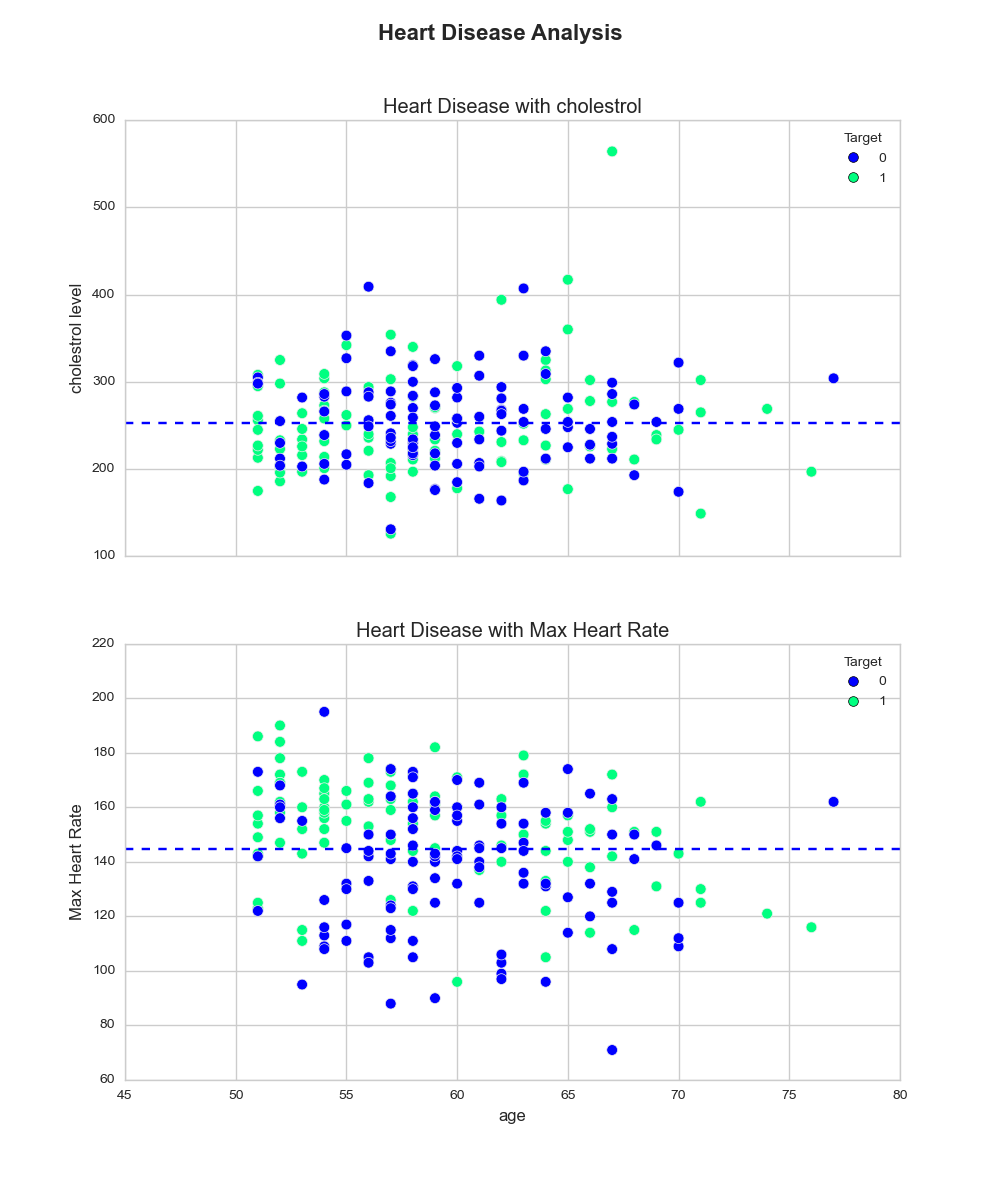 Heart Disease Analysis
Heart Disease with cholestrol
600
500
400
300
200
100
cholestrol level
Target
0
1
Heart Disease with Max Heart Rate
220
200
180
160
140
120
100
80
60
Max Heart Rate
Target
0
1
45 50 55 60 65 70 75 80
age